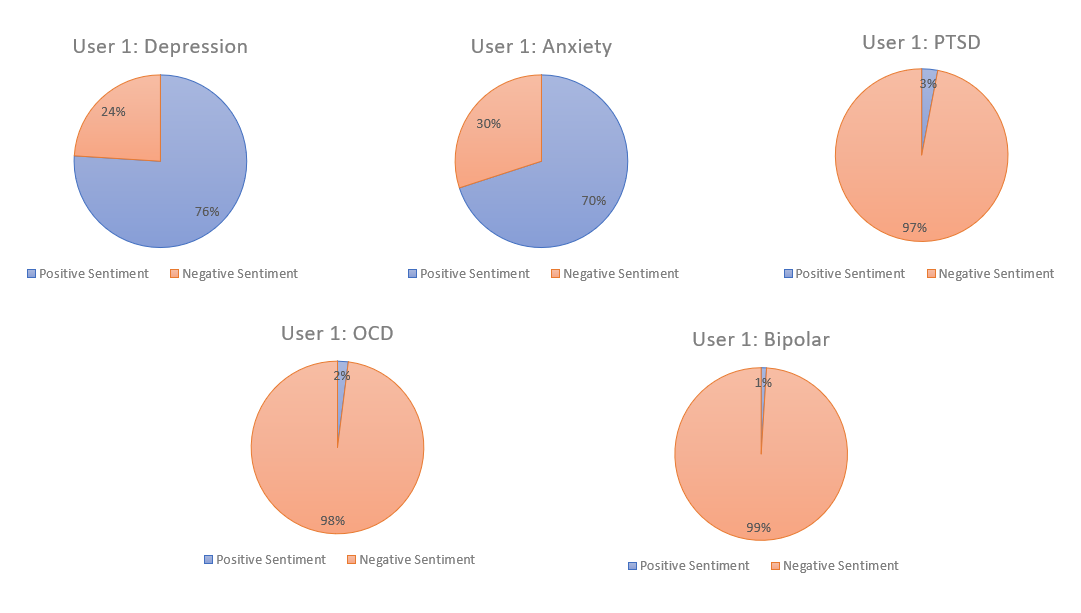 User 1: Depression
24%
76%
Positive Sentiment Negative Sentiment
User 1: Anxiety
30%
70%
Positive Sentiment Negative Sentiment
User 1: PTSD
3%
97%
Positive Sentiment Negative Sentiment
User 1: OCD
2%
98%
Positive Sentiment Negative Sentiment
User 1: Bipolar
1%
99%
Positive Sentiment Negative Sentiment